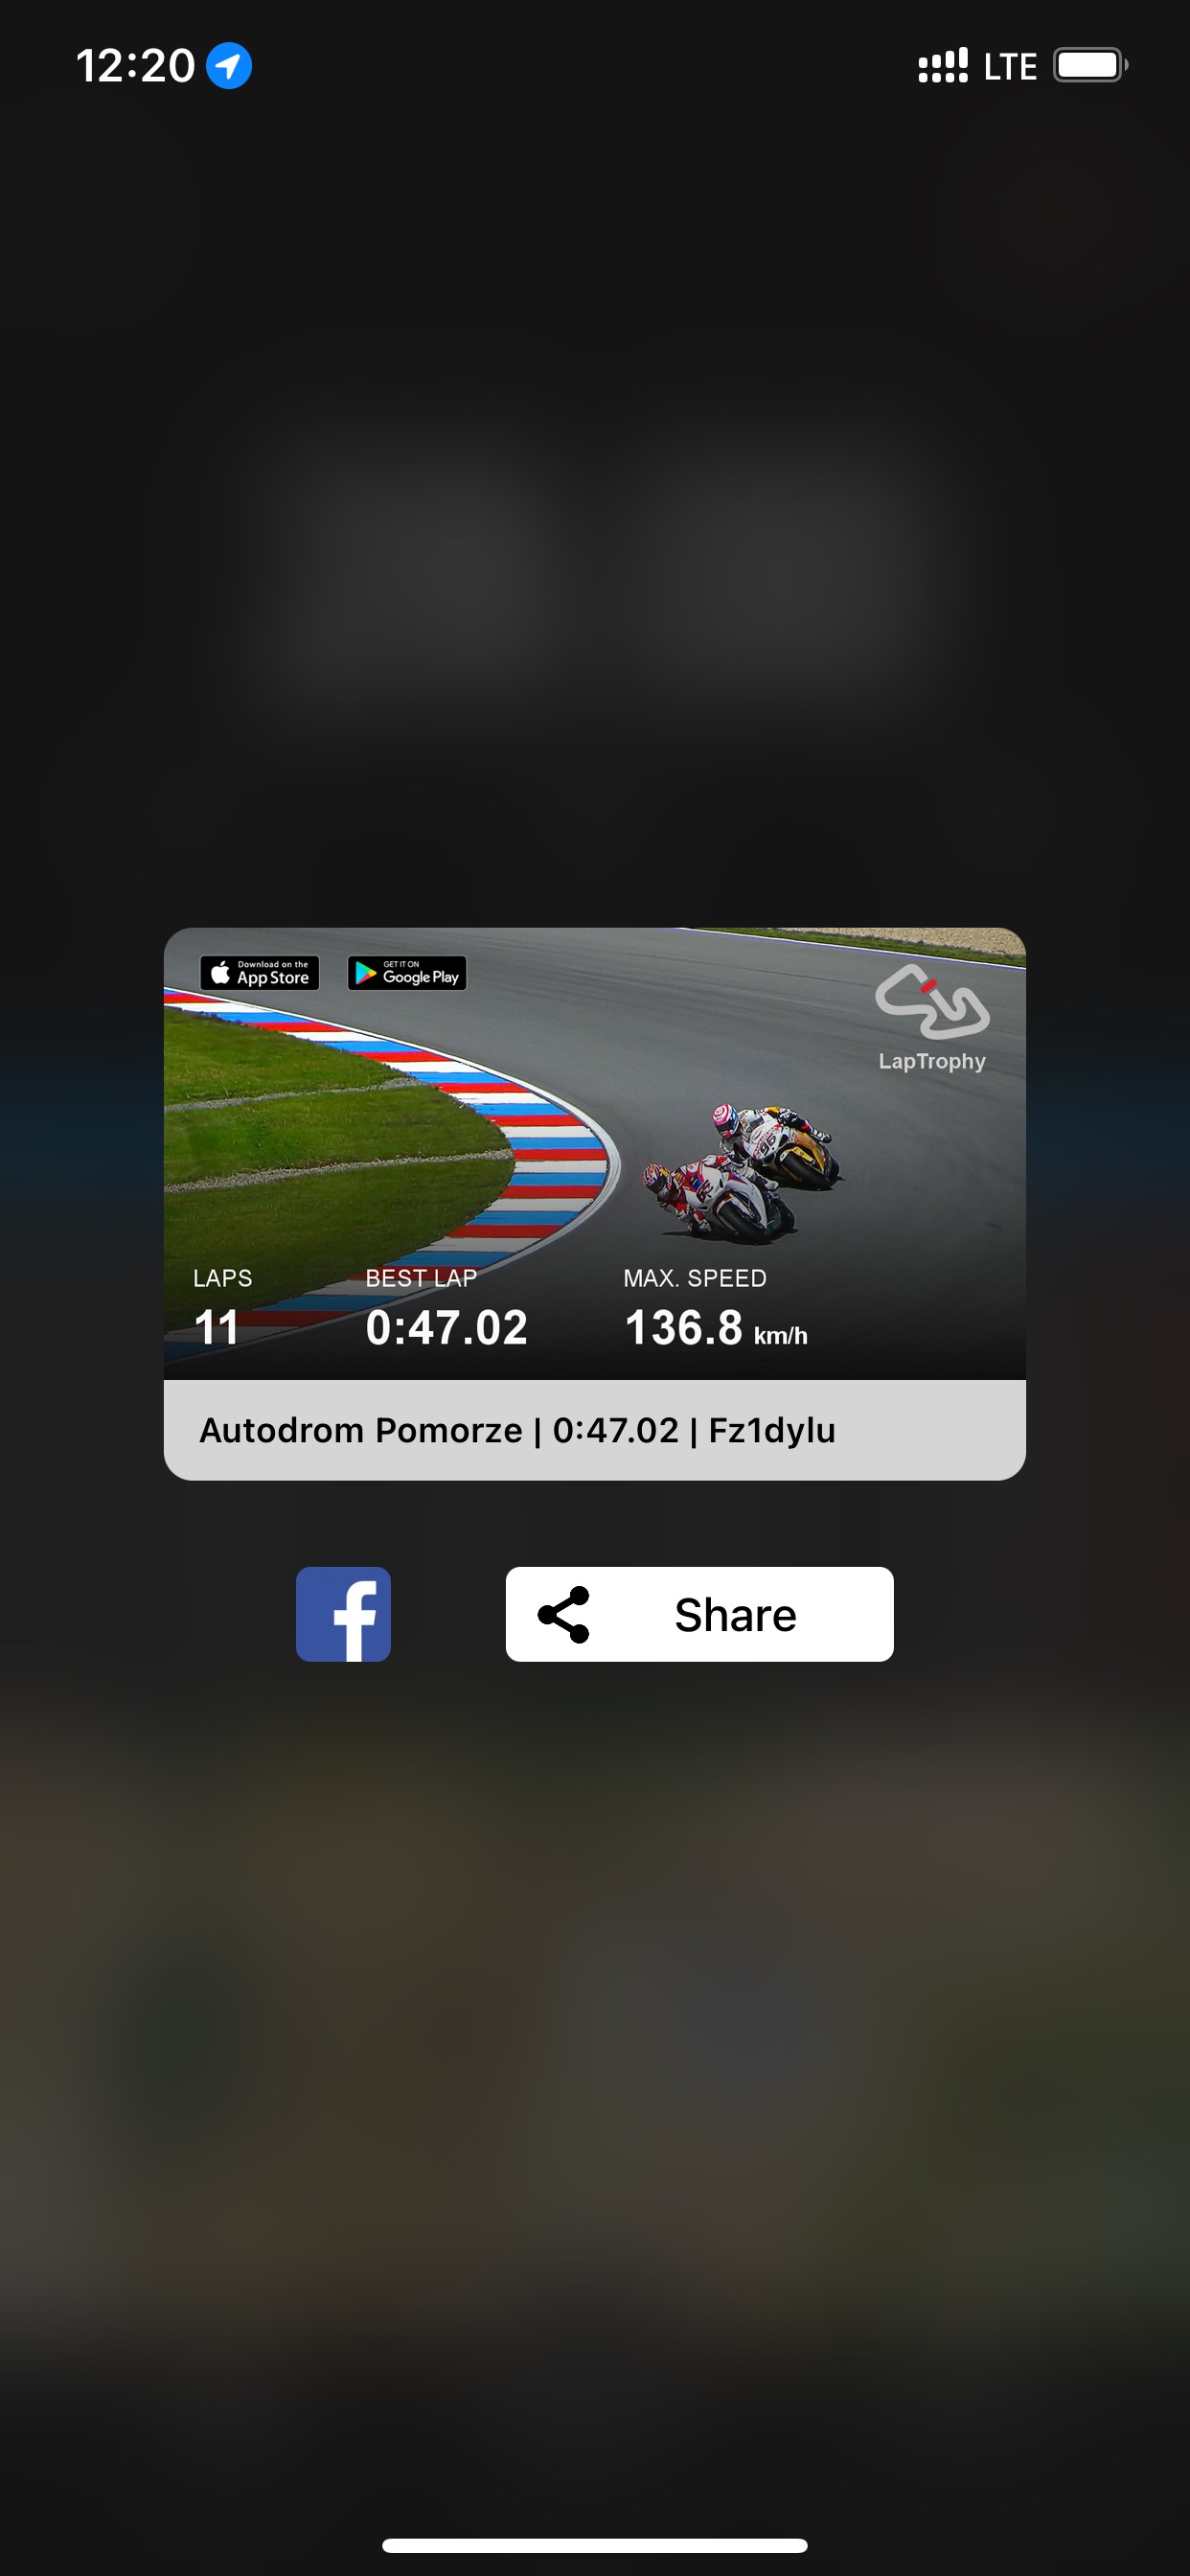 12:20 LTE
Download on the
App Store
GET IT ON
Google Play
LapTrophy
LAPS BEST LAP MAX. SPEED
11 0:47.02 136.8 km/h
Autodrom Pomorze | 0:47.02 | Fz1dylu
Share